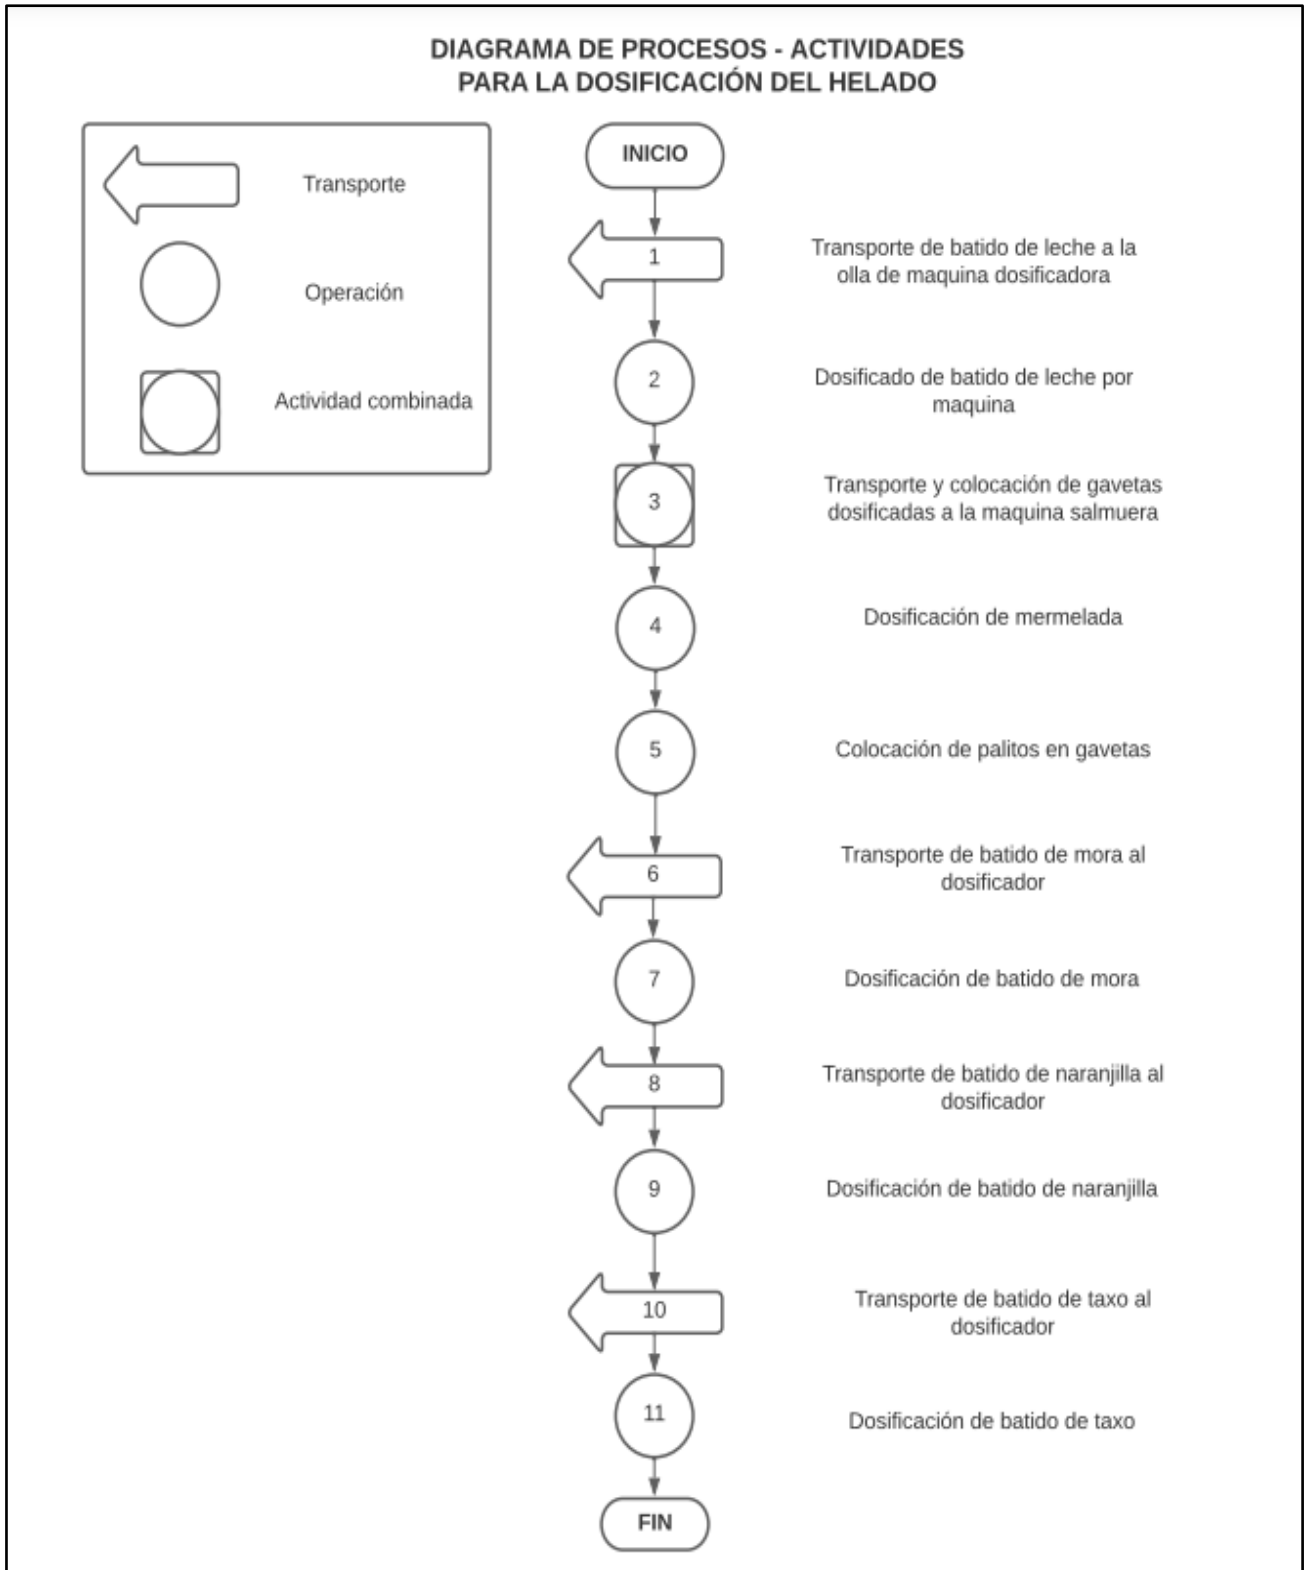 DIAGRAMA DE PROCESOS - ACTIVIDADES
PARA LA DOSIFICACIÓN DEL HELADO
Transporte
Operación
Actividad combinada
INICIO
1
Transporte de batido de leche a la
olla de maquina dosificadora
2
Dosificado de batido de leche por
maquina
3
Transporte y colocación de gavetas
dosificadas a la maquina salmuera
4
Dosificación de mermelada
5
Colocación de palitos en gavetas
6
Transporte de batido de mora al
dosificador
7
Dosificación de batido de mora
8
Transporte de batido de naranjilla al
dosificador
9
Dosificación de batido de naranjilla
10
Transporte de batido de taxo al
dosificador
11
Dosificación de batido de taxo
FIN